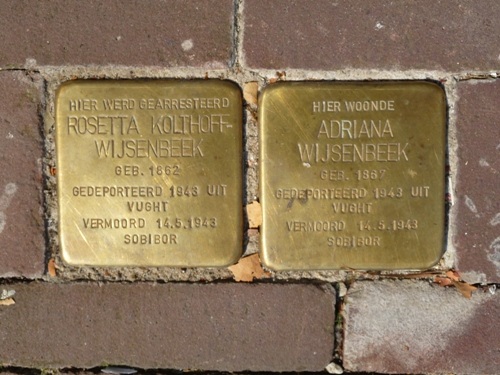 HIER WERD GEARRESTEERD
ROSETTA KOLTHOFF-
WIJSENBEEK
GEB. 1862
GEDEPORTEERD 1943 UIT
VUGHT
VERMOORD 14.5.1943
SOBIBOR
HIER WOONDE
ADRIANA
WIJSENBEEK
GEB. 1867
GEDEPORTEERD 1943 UIT
VUGHT
VERMOORD 14.5.1943
SOBIBOR